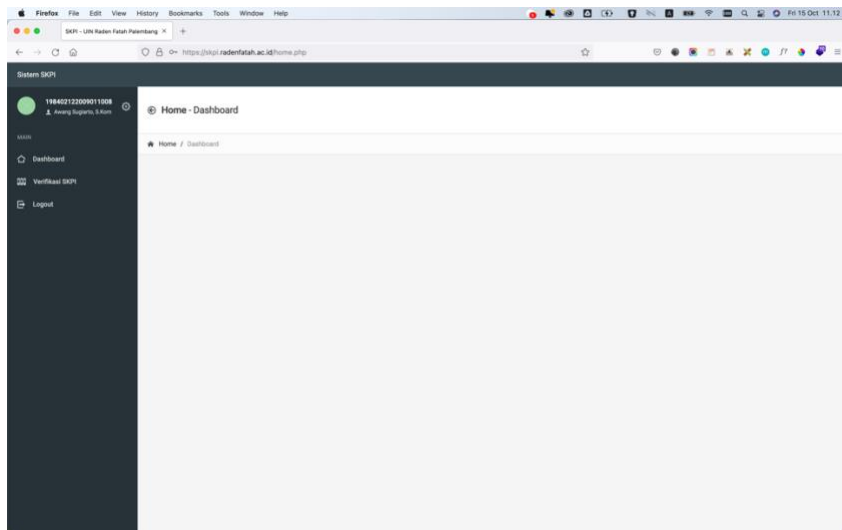 Firefox File Edit View History Bookmarks Tools Window Help Fri 15 Oct 11.12
SKPI - UIN Raden Fatah Palembang
https://skpi.radenfatah.ac.id/home.php
Sistem SKPI
198402122009011008
Awang Sugiarto, S.Kom
Home - Dashboard
Home / Dashboard
Dashboard
Verifikasi SKPI
Logout